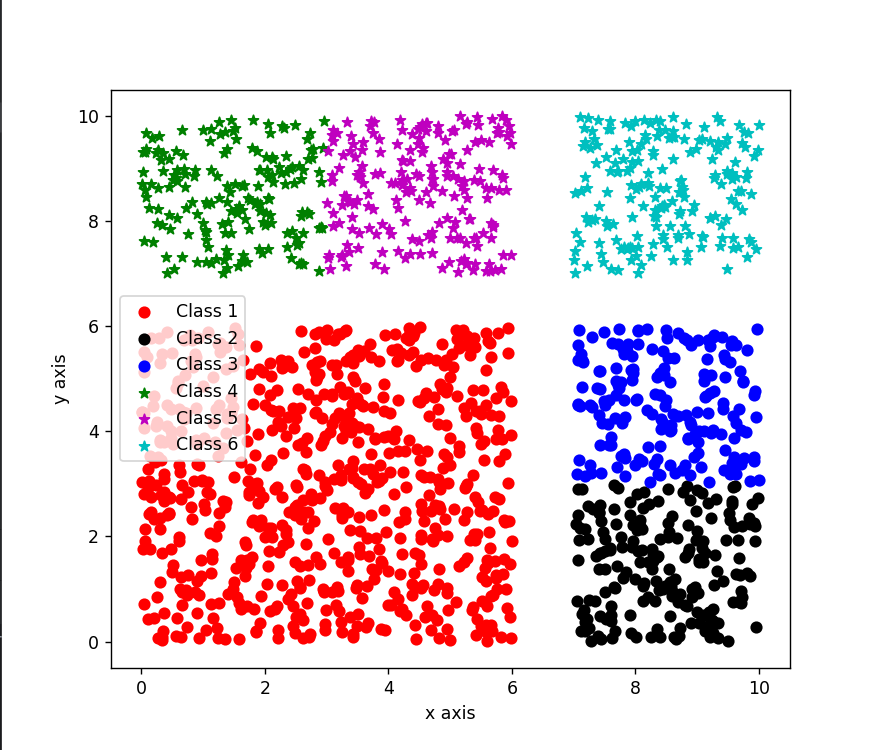 10
8
6
4
2
0
Class 1
Class 2
Class 3
Class 4
Class 5
Class 6
y axis
0 2 4 6 8 10
x axis